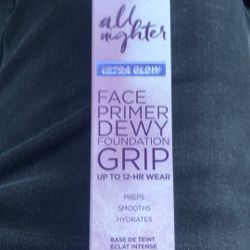 all
nighter
ULTRA GLOW
FACE
PRIMER
DEWY
FOUNDATION
GRIP
UP TO 12-HR WEAR
PREPS
SMOOTHS
HYDRATES
BASE DE TEINT
ÉCLAT INTENSE